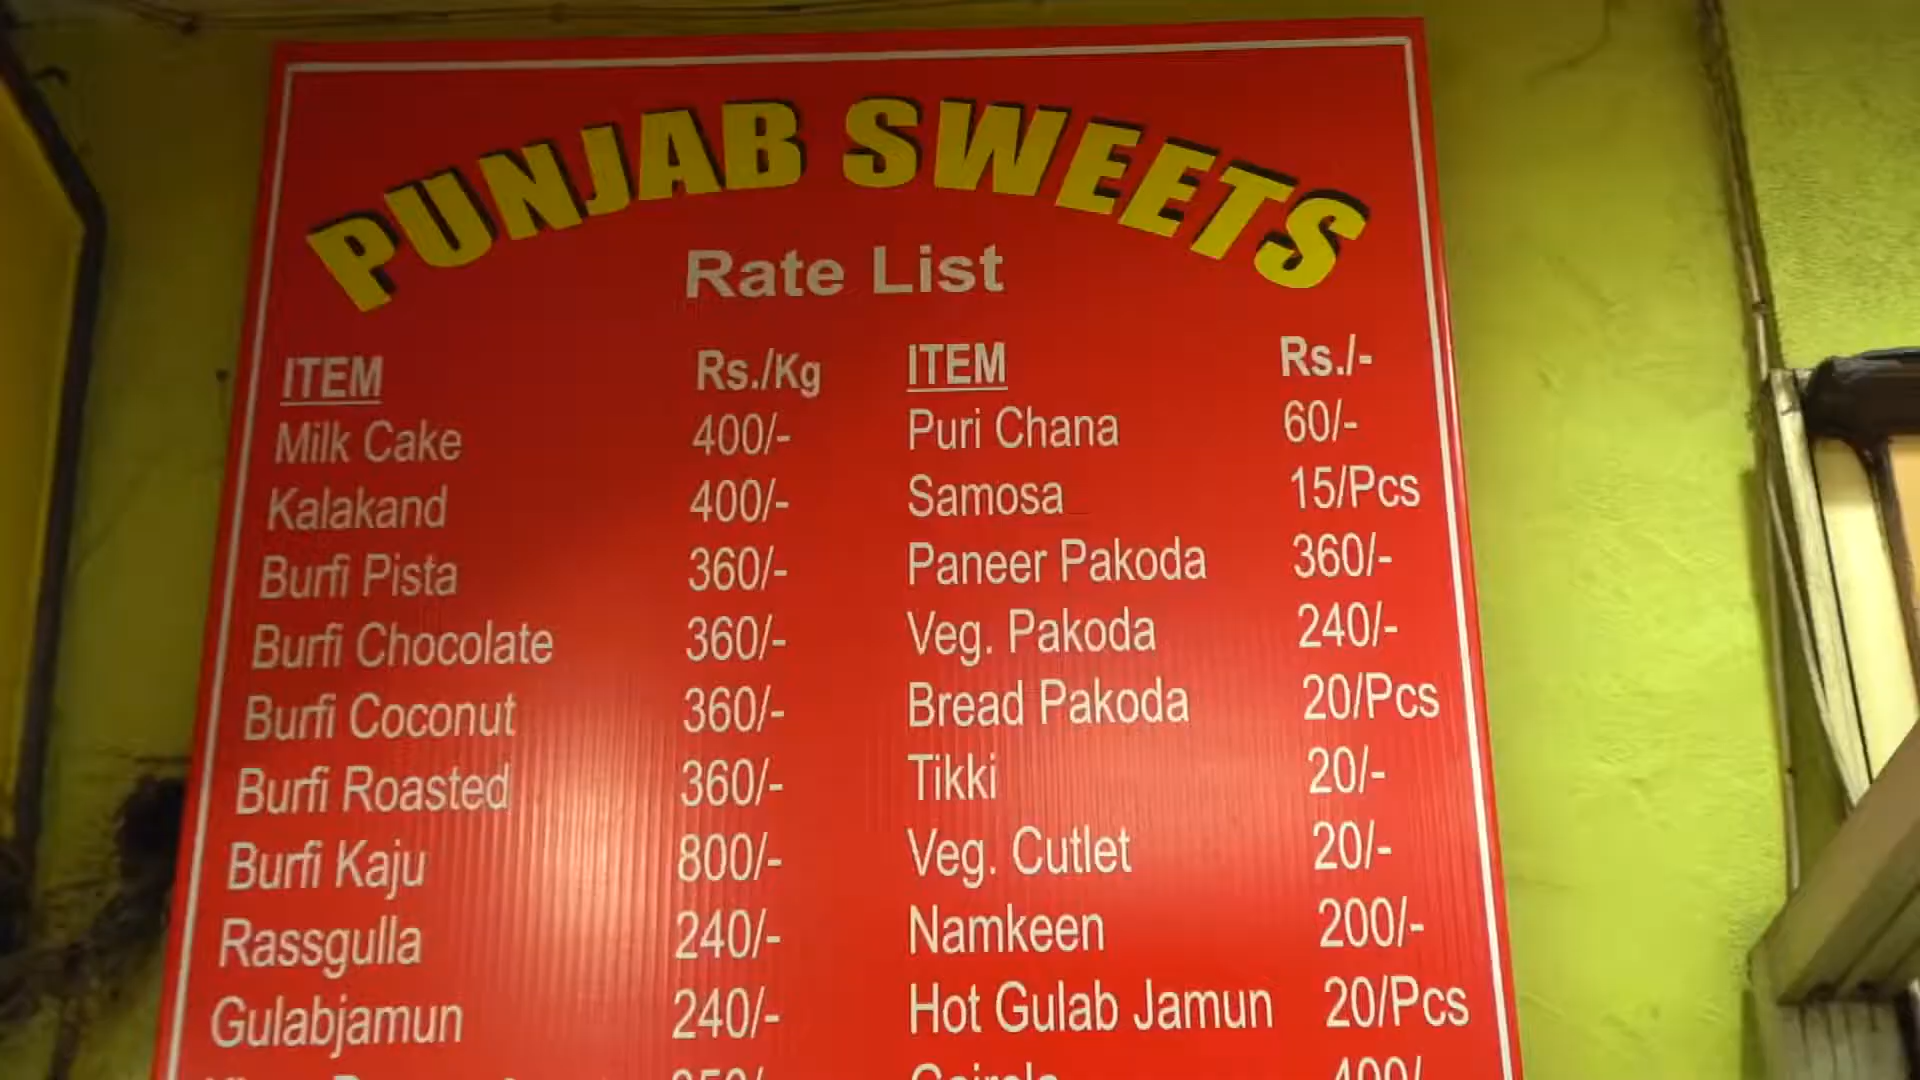 PUNJAB SWEETS
Rate List
ITEM Rs./Kg ITEM Rs./-
Milk Cake 400/- Puri Chana 60/-
Kalakand 400/- Samosa 15/Pcs
Burfi Pista 360/- Paneer Pakoda 360/-
Burfi Chocolate 360/- Veg. Pakoda 240/-
Burfi Coconut 360/- Bread Pakoda 20/Pcs
Burfi Roasted 360/- Tikki 20/-
Burfi Kaju 800/- Veg. Cutlet 20/-
Rassgulla 240/- Namkeen 200/-
Gulabjamun 240/- Hot Gulab Jamun 20/Pcs